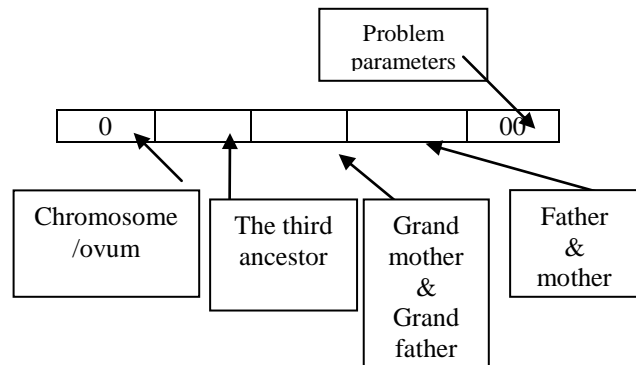 Problem
parameters
0 00
Chromosome
/ovum
The third
ancestor
Grand
mother
&
Grand
father
Father
&
mother